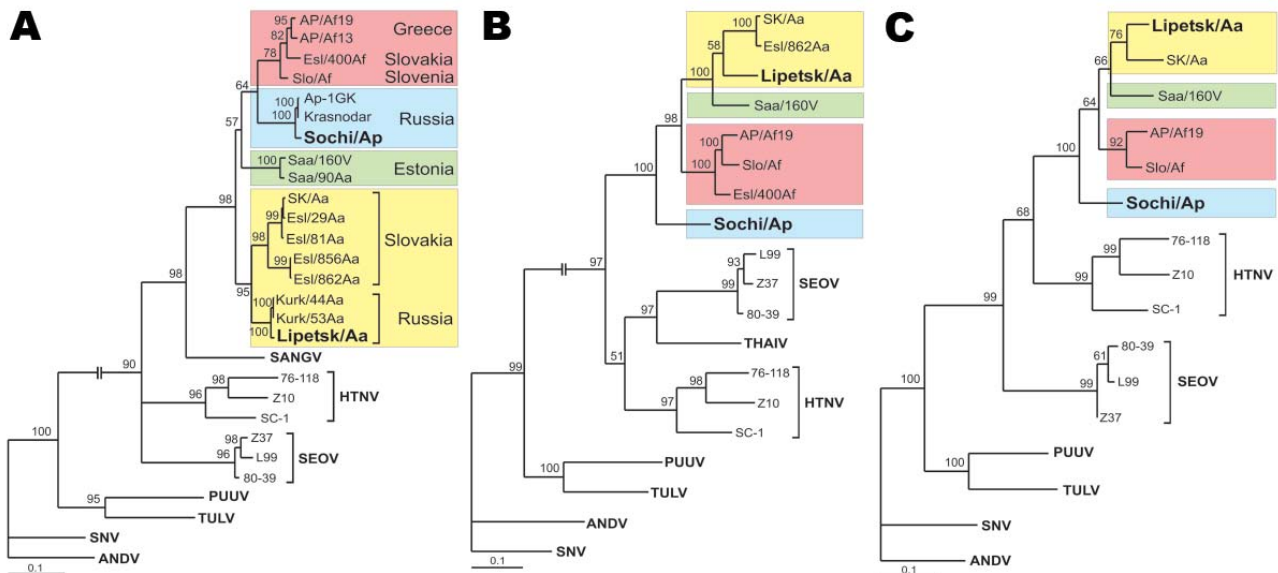 A
95
AP/Af19
Greece
82
AP/Af13
78
Esl/400Af
Slovakia
Slo/Af
Slovenia
64
100
Ap-1GK
Krasnodar
Russia
100
Sochi/Ap
57
100
Saa/160V
Estonia
Saa/90Aa
98
SK/Aa
99
Esl/29Aa
98
Esl/81Aa
Slovakia
99
Esl/856Aa
Esl/862Aa
95
100
Kurk/44Aa
Kurk/53Aa
Russia
100
Lipetsk/Aa
98
SANGV
90
98
76-118
96
Z10
HTNV
SC-1
98
Z37
96
L99
SEOV
80-39
100
95
PUUV
TULV
SNV
ANDV
0.1
B
100
SK/Aa
58
Esl/862Aa
100
Lipetsk/Aa
Saa/160V
98
100
AP/Af19
100
Slo/Af
Esl/400Af
100
Sochi/Ap
97
93
L99
99
Z37
SEOV
80-39
97
THAIV
51
98
76-118
97
Z10
HTNV
SC-1
99
100
PUUV
TULV
ANDV
SNV
0.1
C
76
Lipetsk/Aa
66
SK/Aa
Saa/160V
64
AP/Af19
92
Slo/Af
100
Sochi/Ap
68
99
76-118
99
Z10
HTNV
SC-1
99
61
80-39
99
L99
SEOV
Z37
100
100
PUUV
TULV
SNV
ANDV
0.1